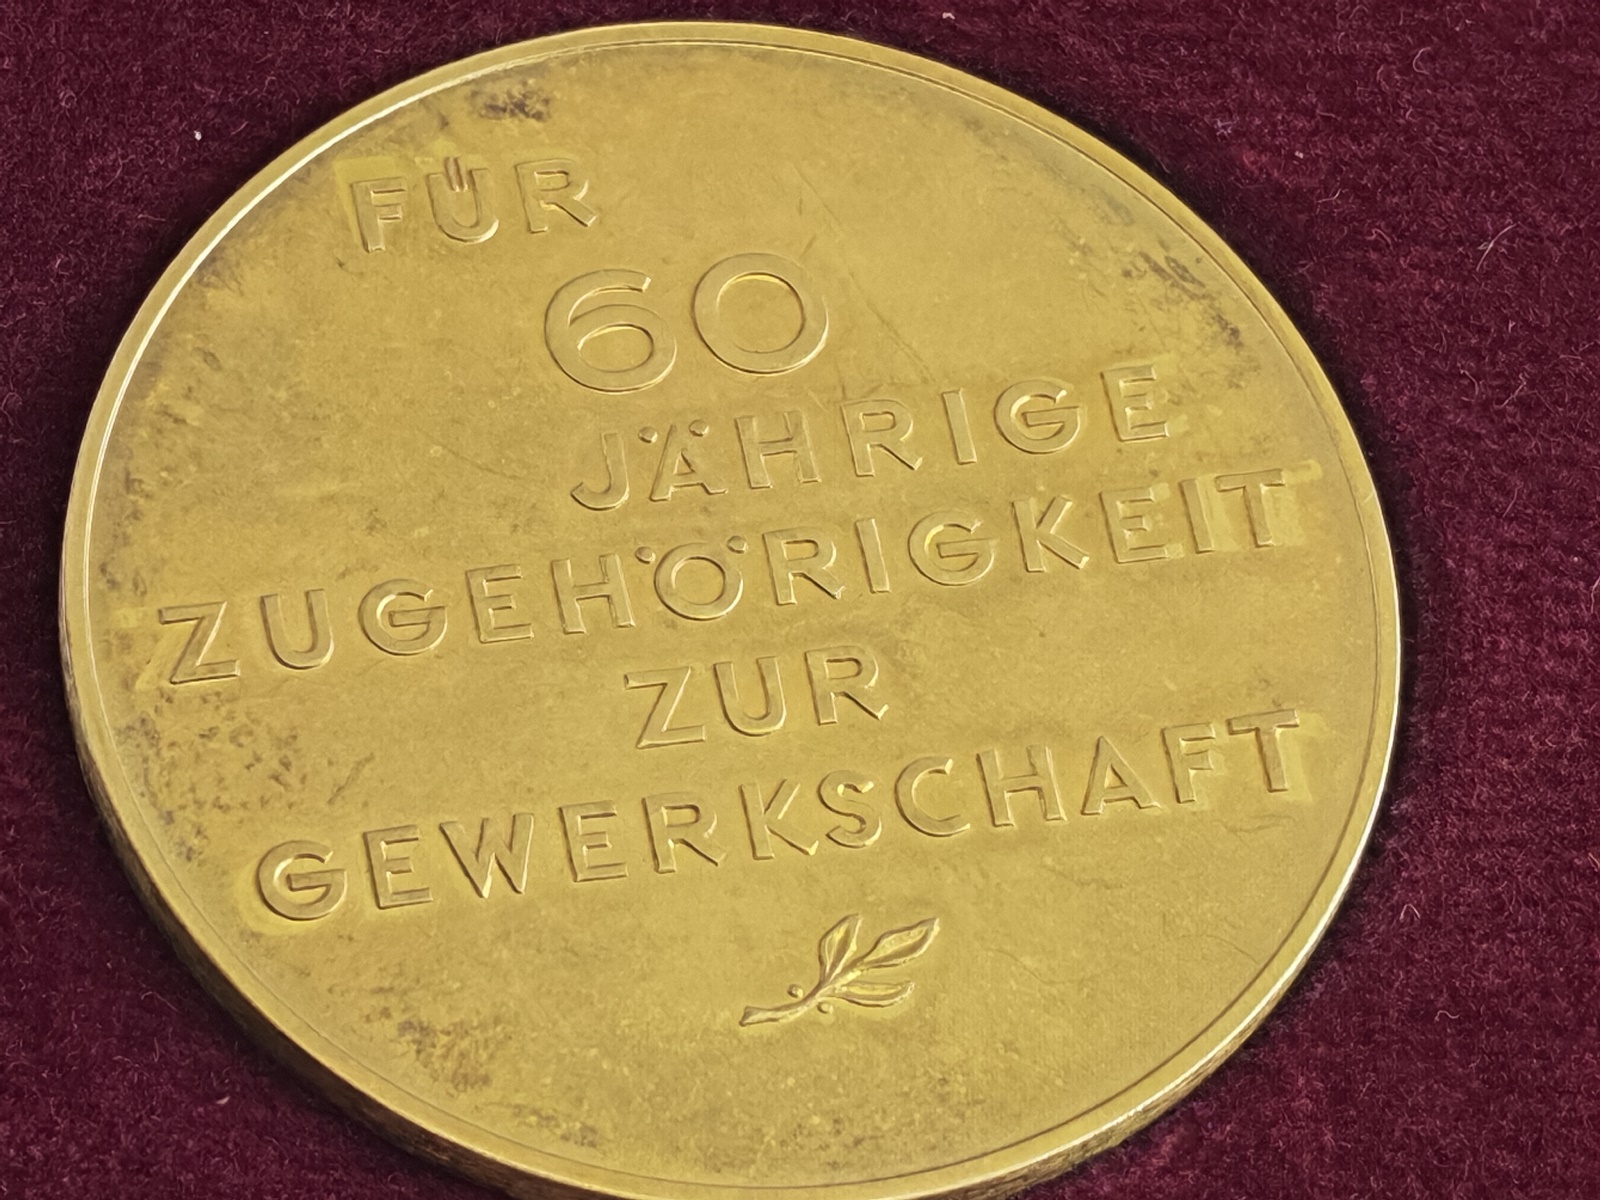 FÜR
60
JÄHRIGE
ZUGEHÖRIGKEIT
ZUR
GEWERKSCHAFT